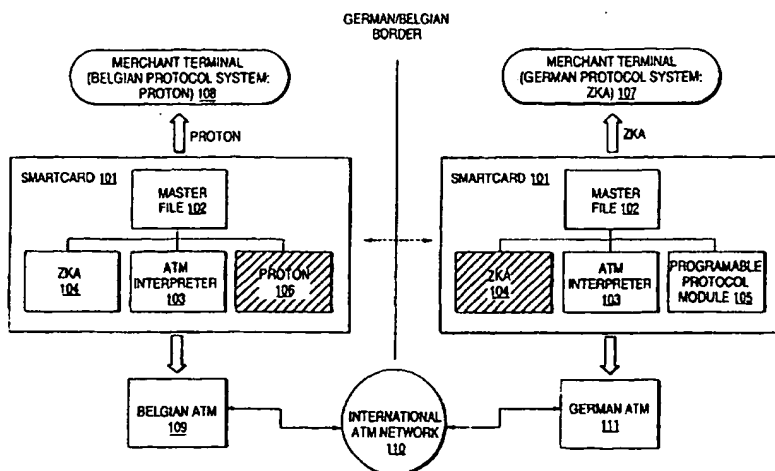 GERMAN/BELGIAN
BORDER
MERCHANT TERMINAL
(BELGIAN PROTOCOL SYSTEM:
PROTON) 108
PROTON
SMARTCARD 101
MASTER
FILE 102
ZKA
104
ATM
INTERPRETER
103
PROTON
106
BELGIAN ATM
109
INTERNATIONAL
ATM NETWORK
110
MERCHANT TERMINAL
(GERMAN PROTOCOL SYSTEM:
ZKA) 107
ZKA
SMARTCARD 101
MASTER
FILE 102
ZKA
104
ATM
INTERPRETER
103
PROGRAMABLE
PROTOCOL
MODULE 105
GERMAN ATM
111